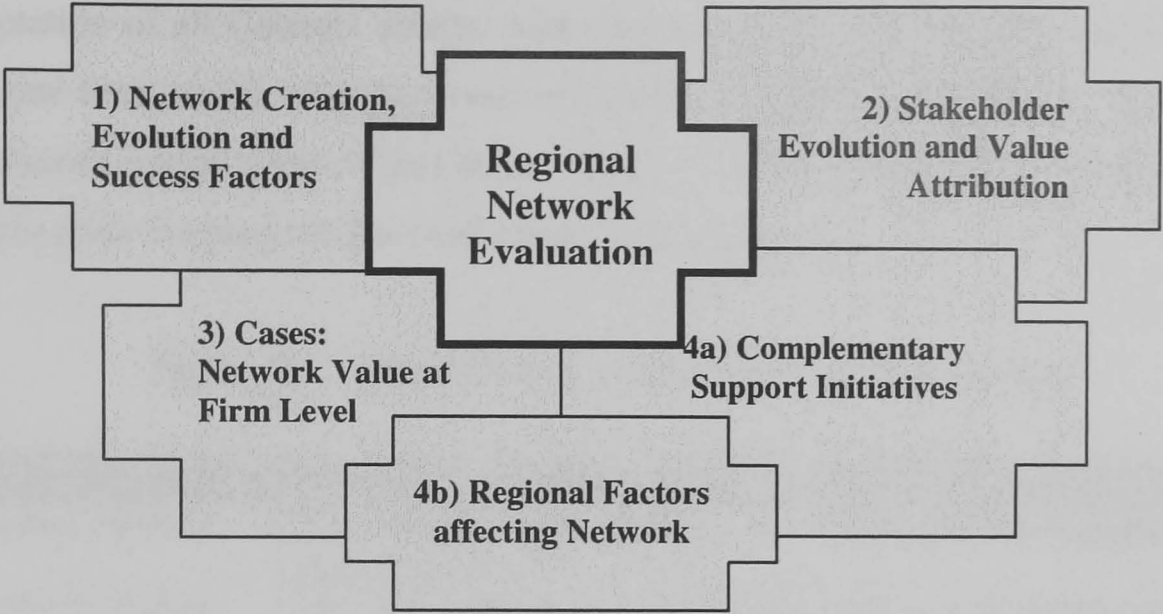 1) Network Creation,
Evolution and
Success Factors
Regional
Network
Evaluation
2) Stakeholder
Evolution and Value
Attribution
3) Cases:
Network Value at
Firm Level
4a) Complementary
Support Initiatives
4b) Regional Factors
affecting Network